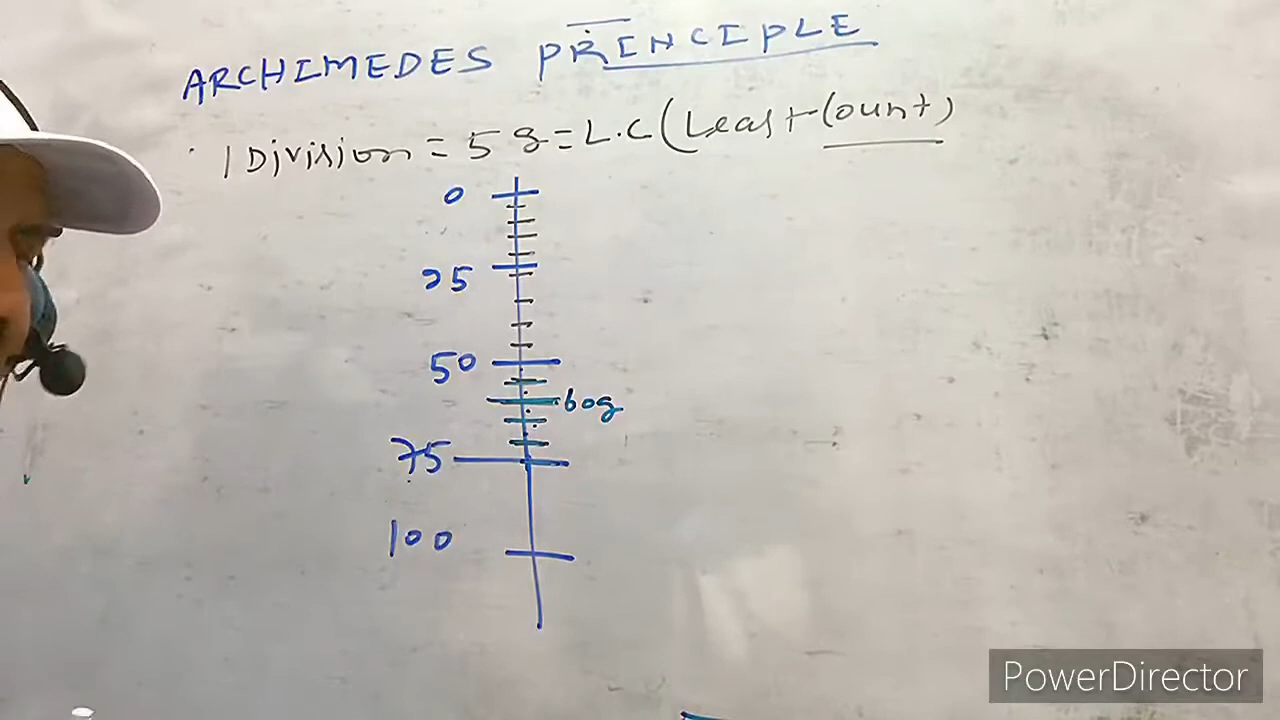 ARCHIMEDES PRINCIPLE
1 Division = 5 g = L.C (Least Count)
0
25
50
60g
75
100
PowerDirector